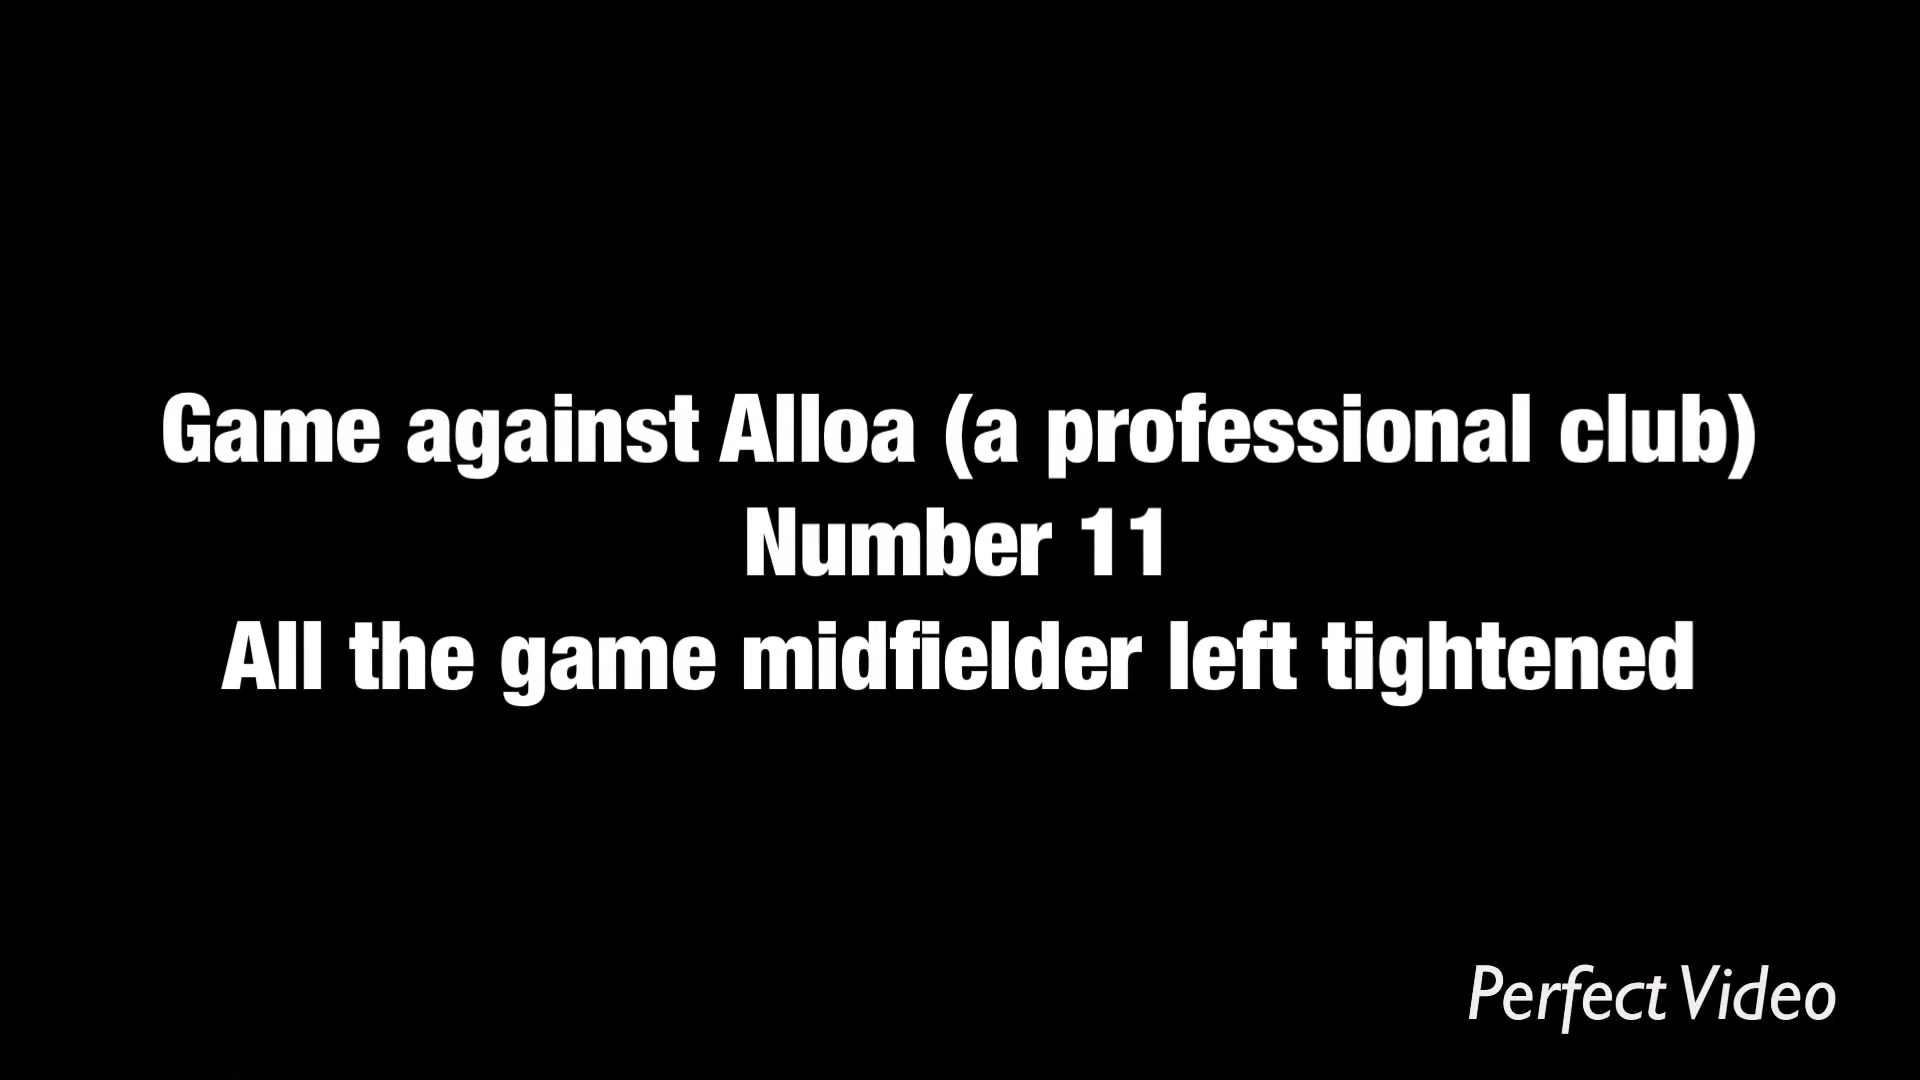 Game against Alloa (a professional club)
Number 11
All the game midfielder left tightened
Perfect Video